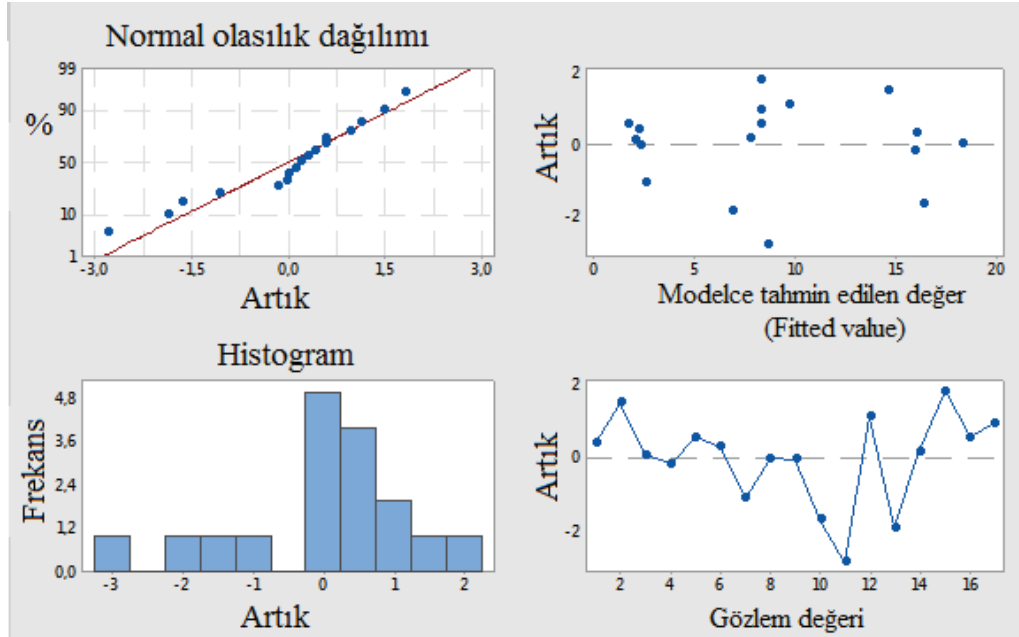 Normal olasılık dağılımı
99
90
%
50
10
1
-3,0 -1,5 0,0 1,5 3,0
Artık
2
0
-2
Artık
0 5 10 15 20
Modelce tahmin edilen değer
(Fitted value)
Histogram
4,8
3,6
2,4
1,2
0,0
Frekans
-3 -2 -1 0 1 2
Artık
2
0
-2
Artık
2 4 6 8 10 12 14 16
Gözlem değeri